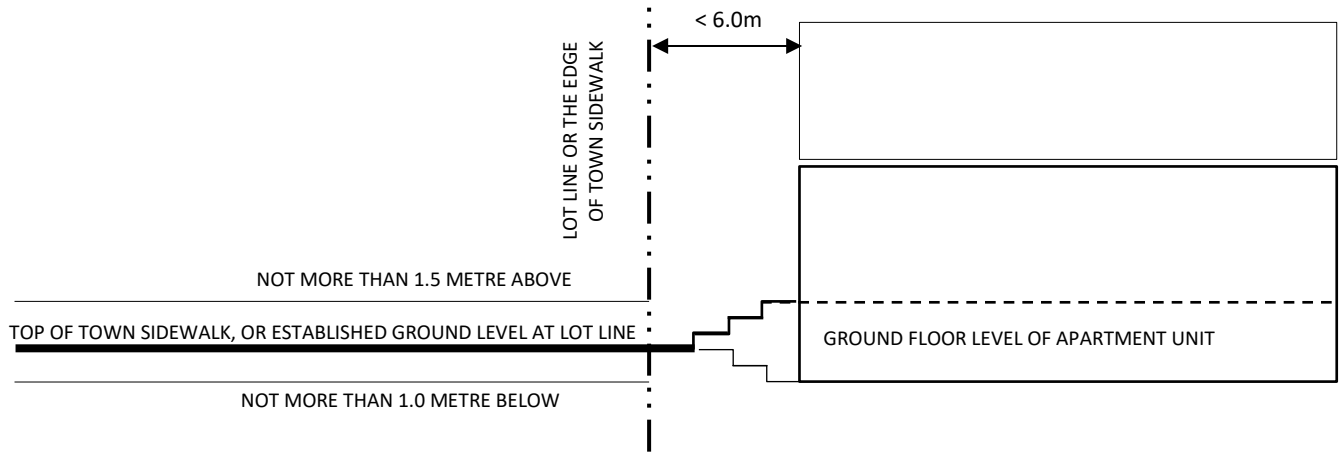 < 6.0m
LOT LINE OR THE EDGE
OF TOWN SIDEWALK
NOT MORE THAN 1.5 METRE ABOVE
TOP OF TOWN SIDEWALK, OR ESTABLISHED GROUND LEVEL AT LOT LINE
GROUND FLOOR LEVEL OF APARTMENT UNIT
NOT MORE THAN 1.0 METRE BELOW